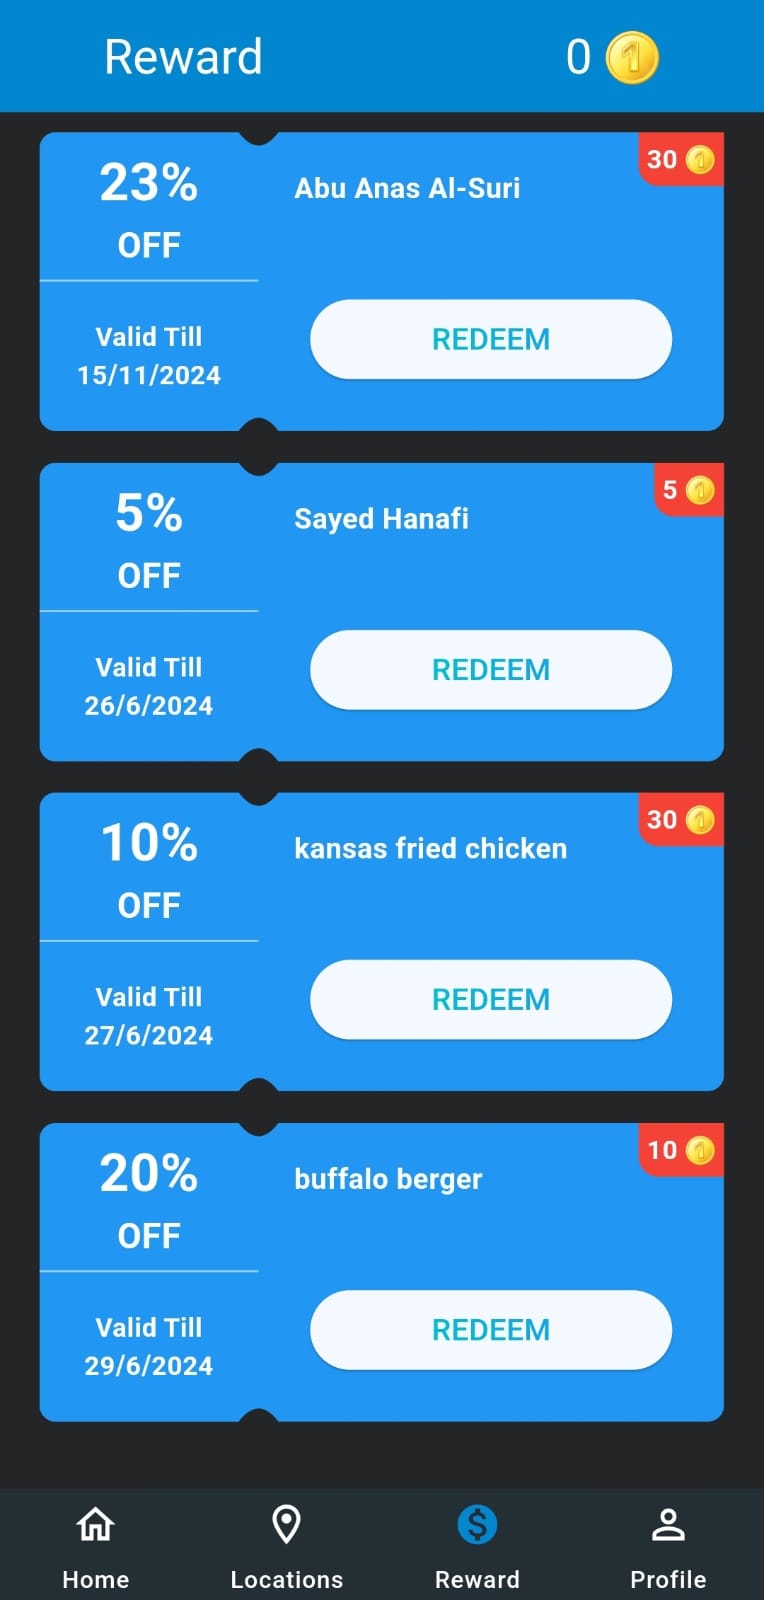 Reward 0
23% Abu Anas Al-Suri 30
OFF
REDEEM
Valid Till
15/11/2024
5% Sayed Hanafi 5
OFF
REDEEM
Valid Till
26/6/2024
10% kansas fried chicken 30
OFF
REDEEM
Valid Till
27/6/2024
20% buffalo berger 10
OFF
REDEEM
Valid Till
29/6/2024
Home Locations Reward Profile